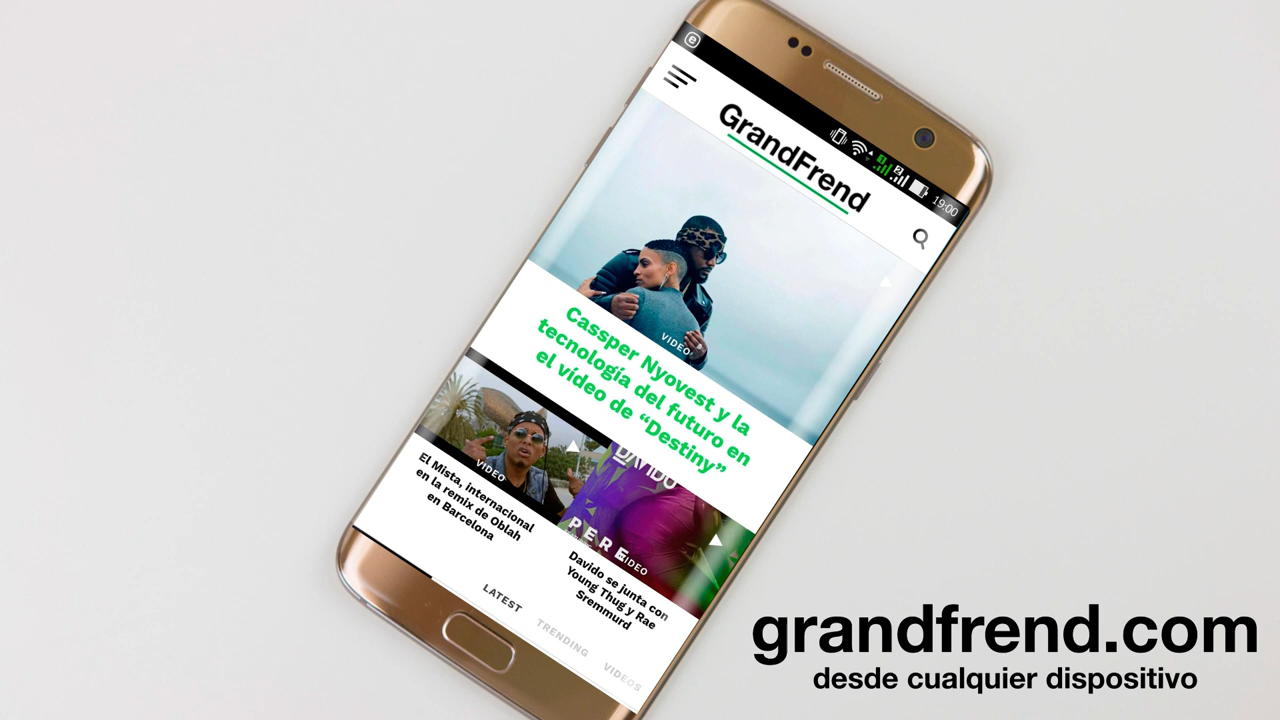 19:00
GrandFrend
VIDEO
Cassper Nyovest y la
tecnología del futuro en
el vídeo de “Destiny”
VIDEO
El Mista, internacional
en la remix de Oblah
en Barcelona
DAVIDO
RERE
VIDEO
Davido se junta con
Young Thug y Rae
Sremmurd
LATEST
TRENDING
VIDEOS
grandfrend.com
desde cualquier dispositivo